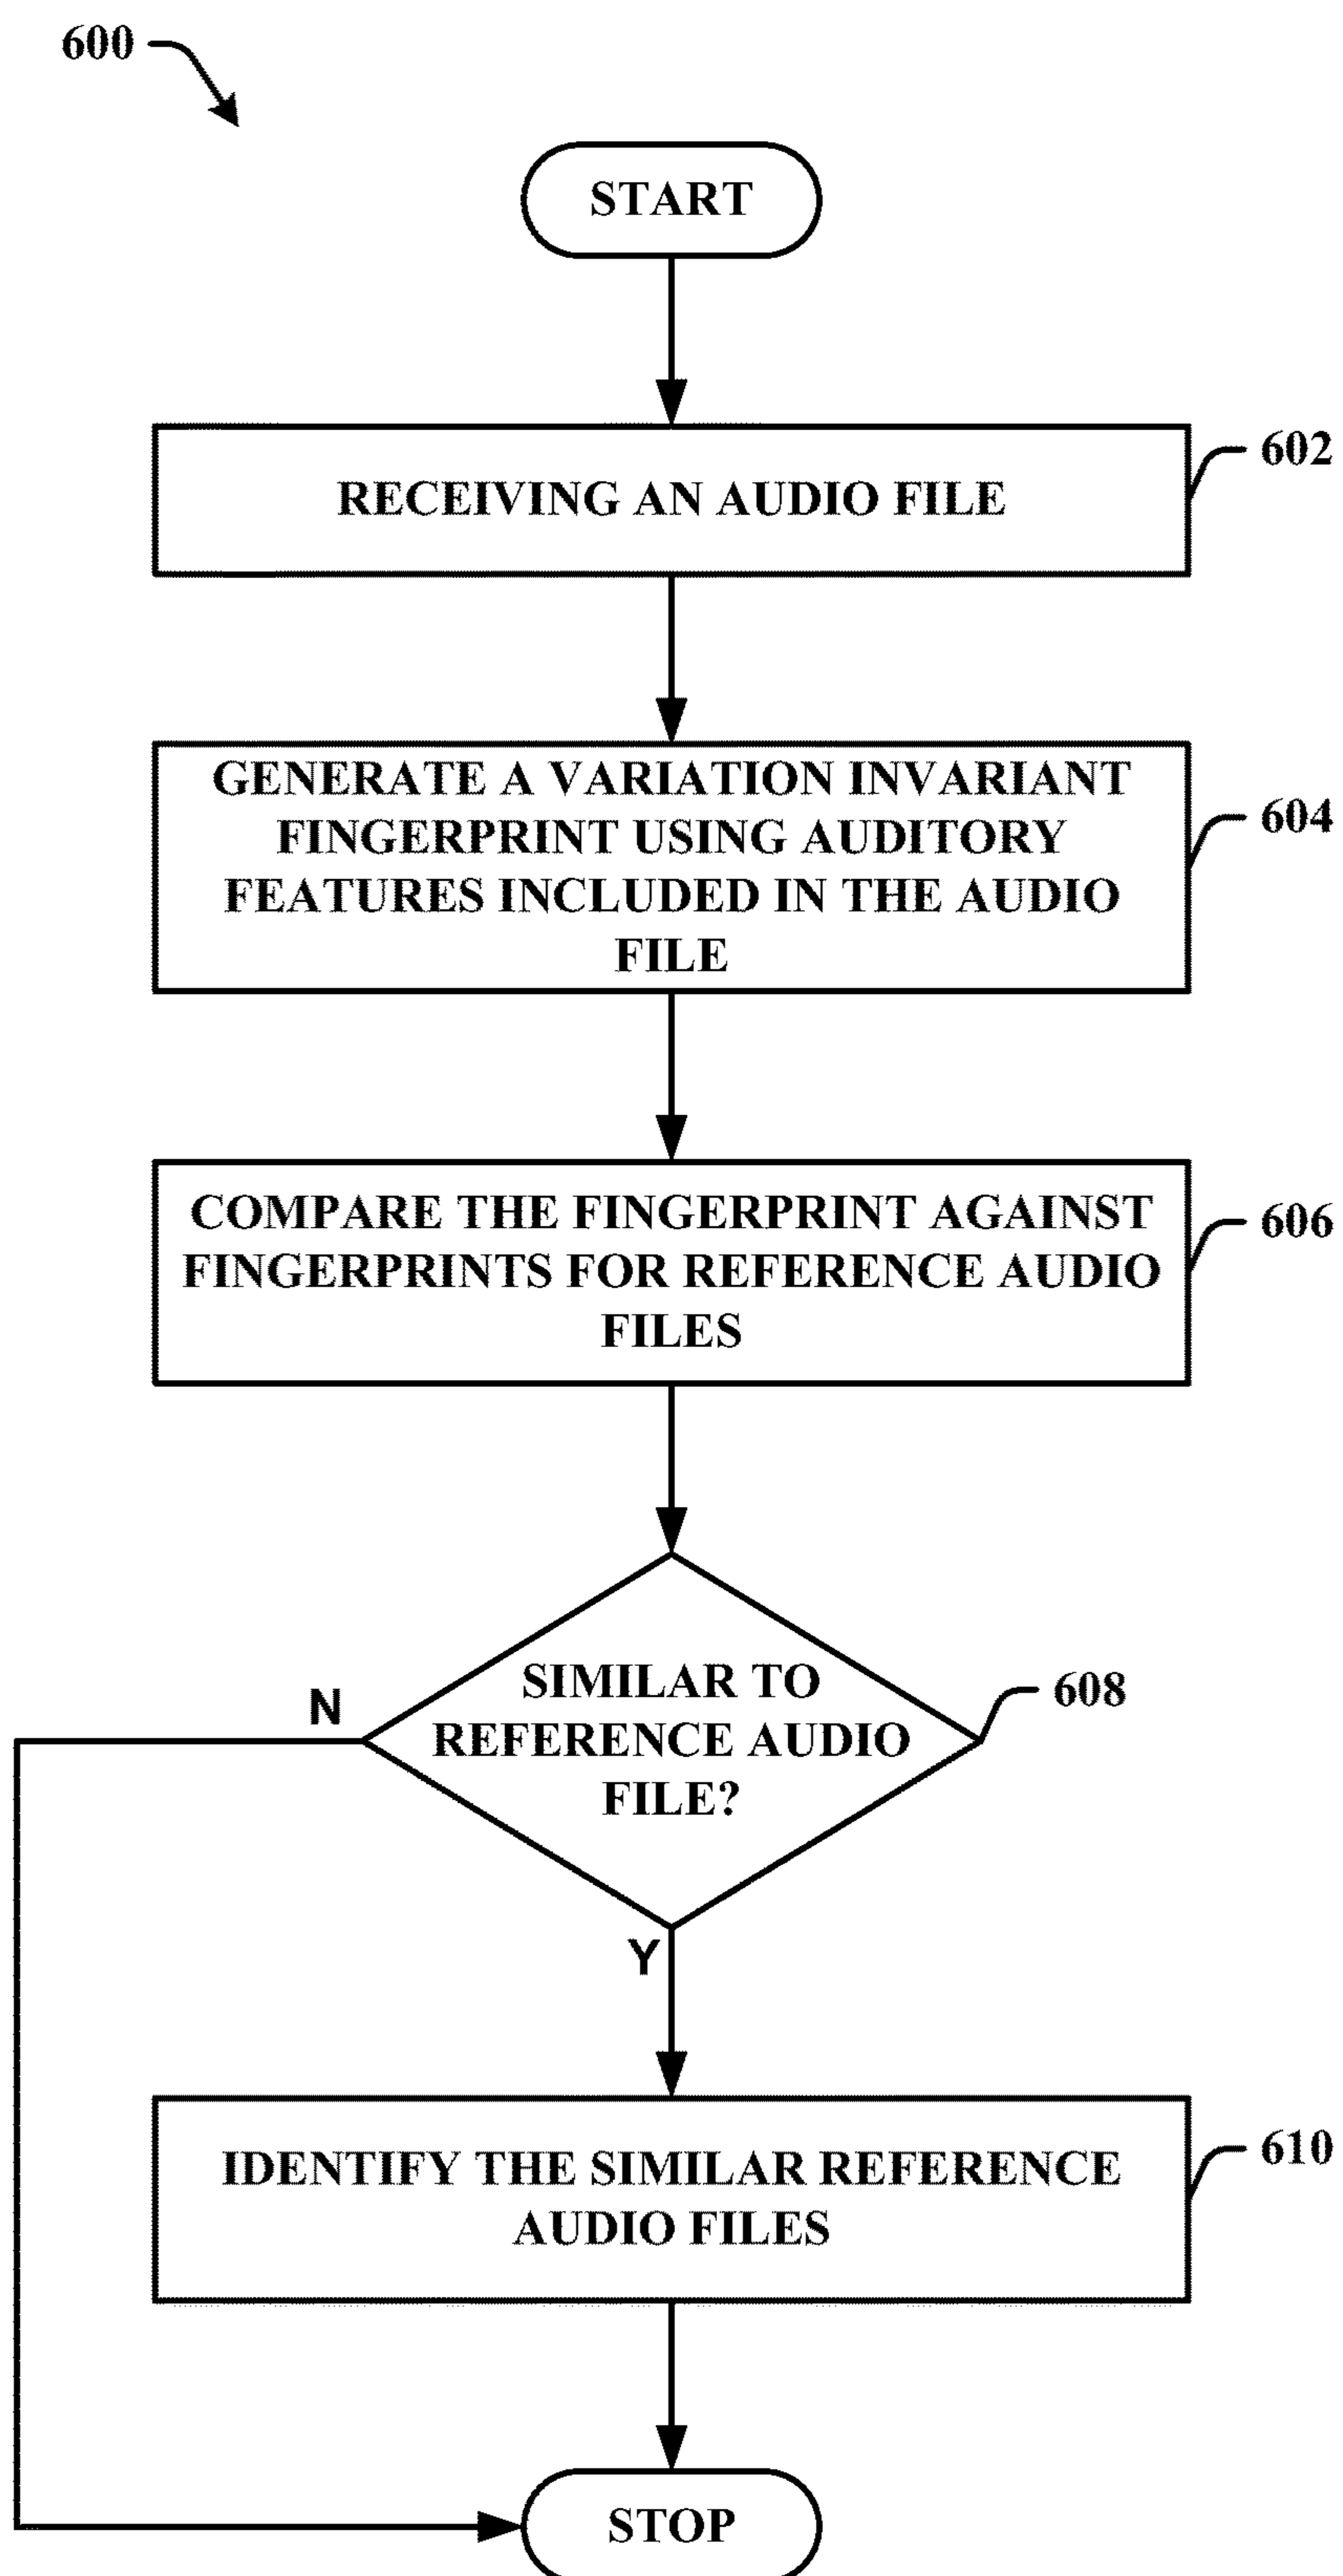 600
START
RECEIVING AN AUDIO FILE
602
GENERATE A VARIATION INVARIANT
FINGERPRINT USING AUDITORY
FEATURES INCLUDED IN THE AUDIO
FILE
604
COMPARE THE FINGERPRINT AGAINST
FINGERPRINTS FOR REFERENCE AUDIO
FILES
606
SIMILAR TO
REFERENCE AUDIO
FILE?
608
N
Y
IDENTIFY THE SIMILAR REFERENCE
AUDIO FILES
610
STOP